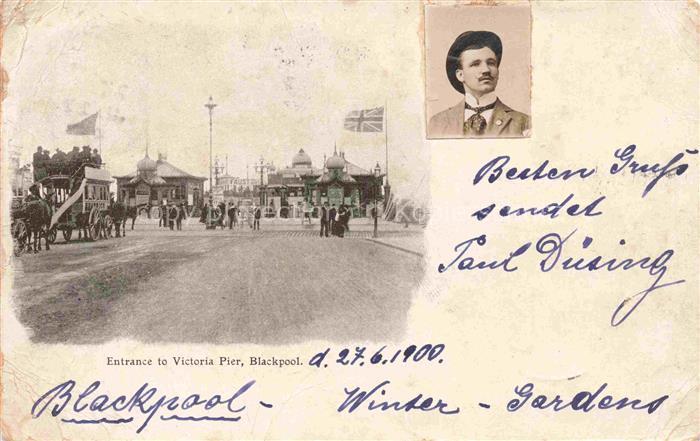 Besten Gruß
sendet
Paul Düsing
Entrance to Victoria Pier, Blackpool. d. 27.6.1900.
Blackpool - Winter - Gardens